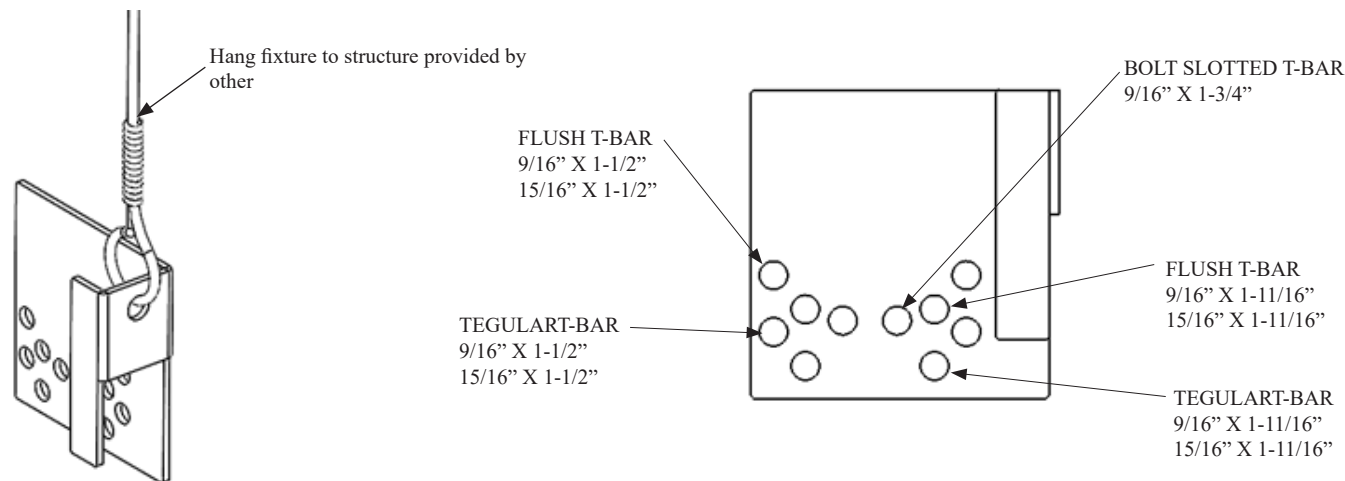 Hang fixture to structure provided by
other
FLUSH T-BAR
9/16” X 1-1/2”
15/16” X 1-1/2”
TEGULART-BAR
9/16” X 1-1/2”
15/16” X 1-1/2”
BOLT SLOTTED T-BAR
9/16” X 1-3/4”
FLUSH T-BAR
9/16” X 1-11/16”
15/16” X 1-11/16”
TEGULART-BAR
9/16” X 1-11/16”
15/16” X 1-11/16”